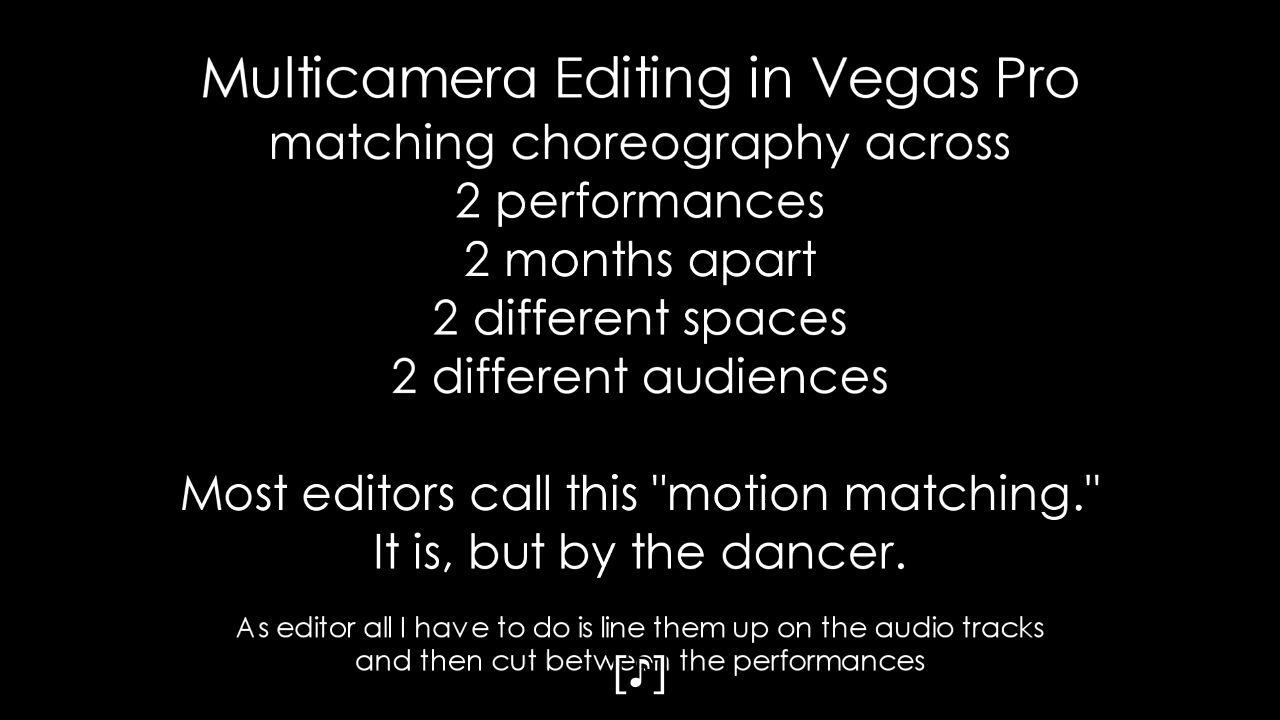 Multicamera Editing in Vegas Pro
matching choreography across
2 performances
2 months apart
2 different spaces
2 different audiences
Most editors call this "motion matching."
It is, but by the dancer.
As editor all I have to do is line them up on the audio tracks
and then cut between the performances
[♪]